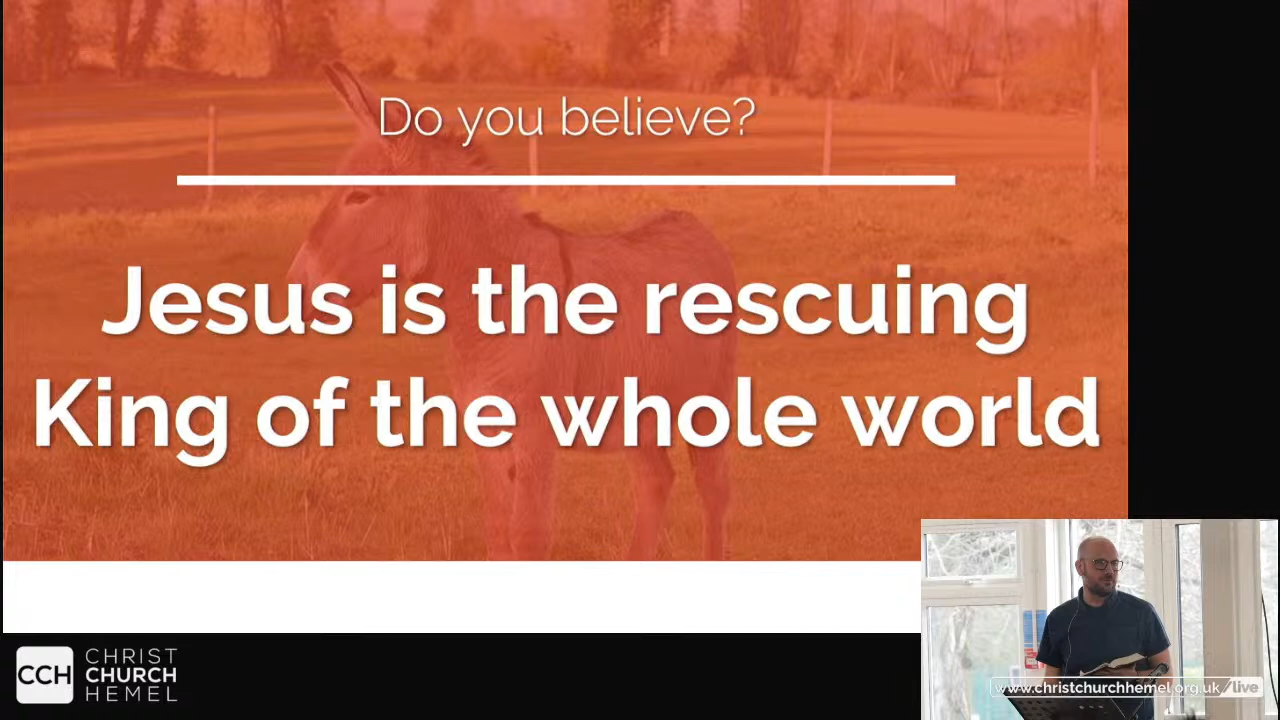 Do you believe?
Jesus is the rescuing
King of the whole world
CCH
CHRIST
CHURCH
HEMEL
www.christchurchhemel.org.uk/live